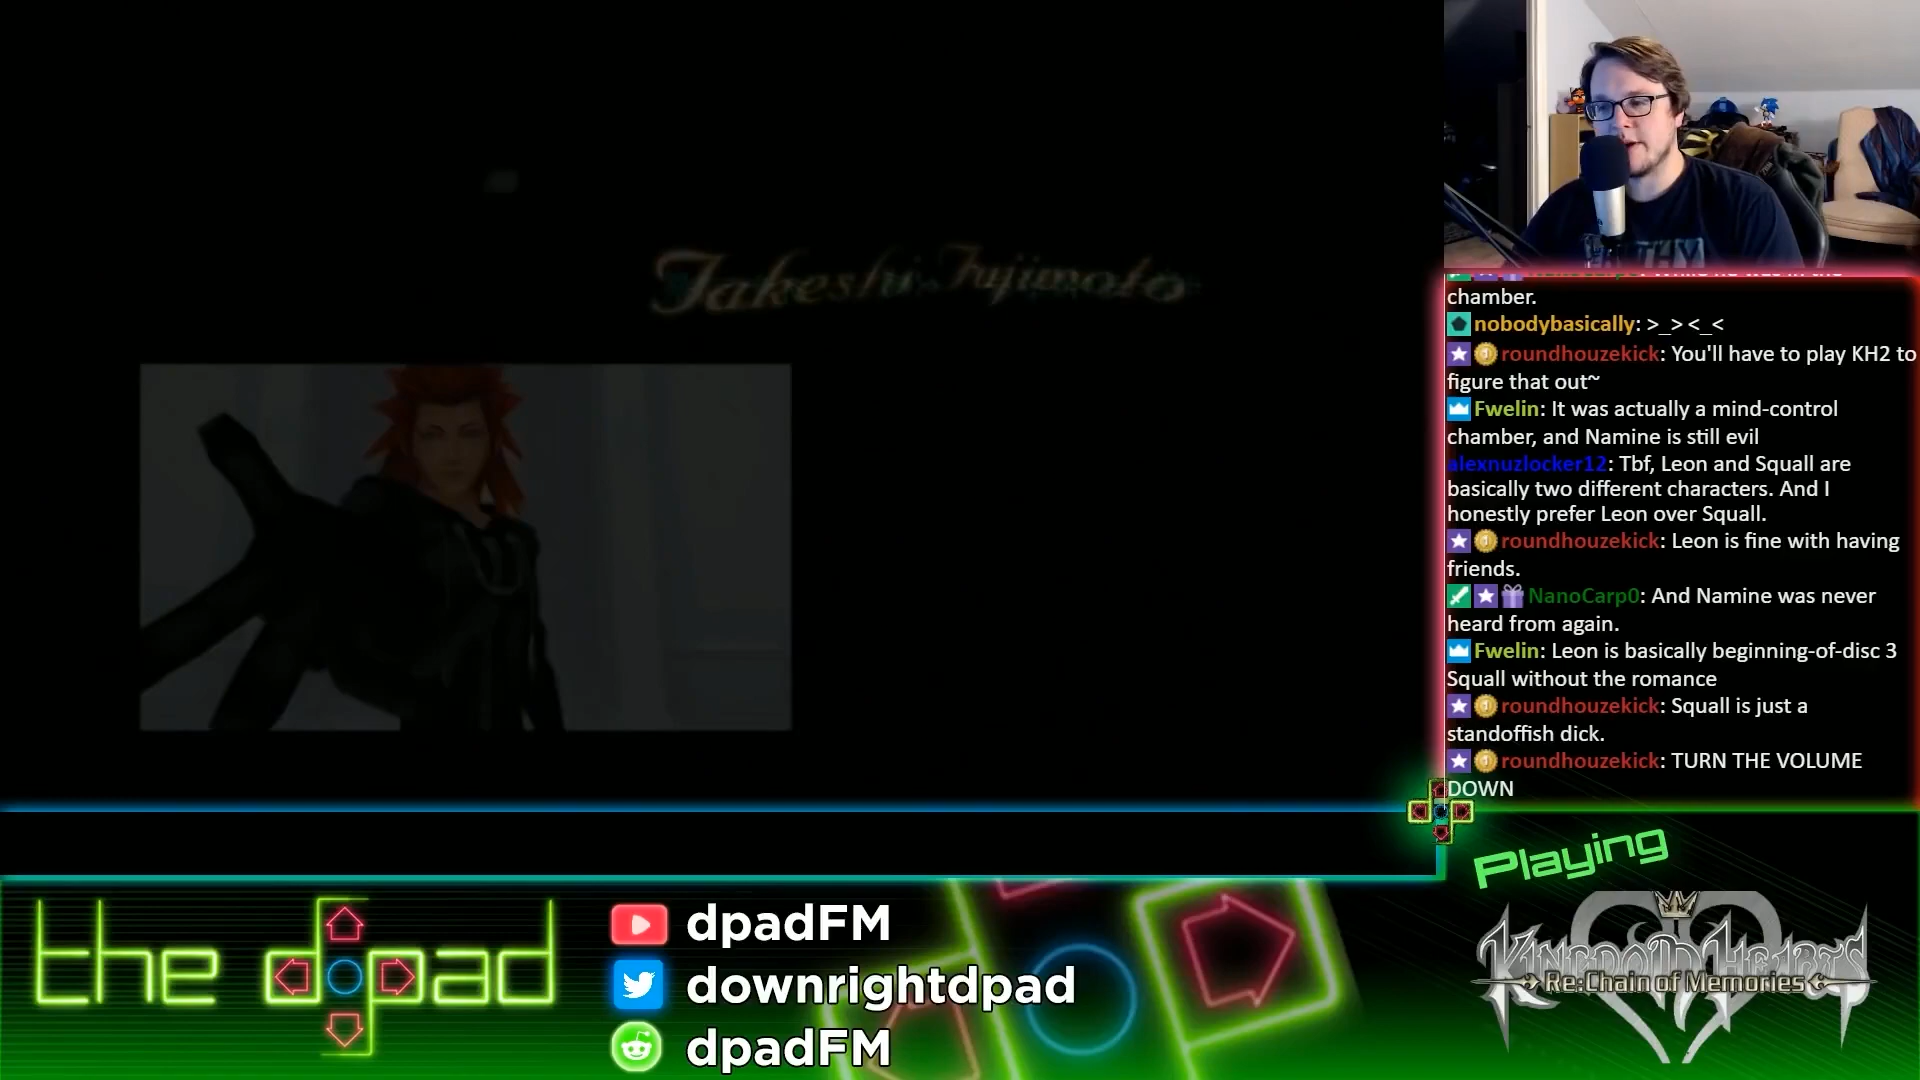 Takeshi Fujimoto
chamber.
nobodybasically: >_> <_<
roundhouzekick: You'll have to play KH2 to
figure that out~
Fwelin: It was actually a mind-control
chamber, and Namine is still evil
alexnuzlocker12: Tbf, Leon and Squall are
basically two different characters. And I
honestly prefer Leon over Squall.
roundhouzekick: Leon is fine with having
friends.
NanoCarp0: And Namine was never
heard from again.
Fwelin: Leon is basically beginning-of-disc 3
Squall without the romance
roundhouzekick: Squall is just a
standoffish dick.
roundhouzekick: TURN THE VOLUME
DOWN
Playing
KINGDOM HEARTS
Re:Chain of Memories
the dpad
dpadFM
downrightdpad
dpadFM